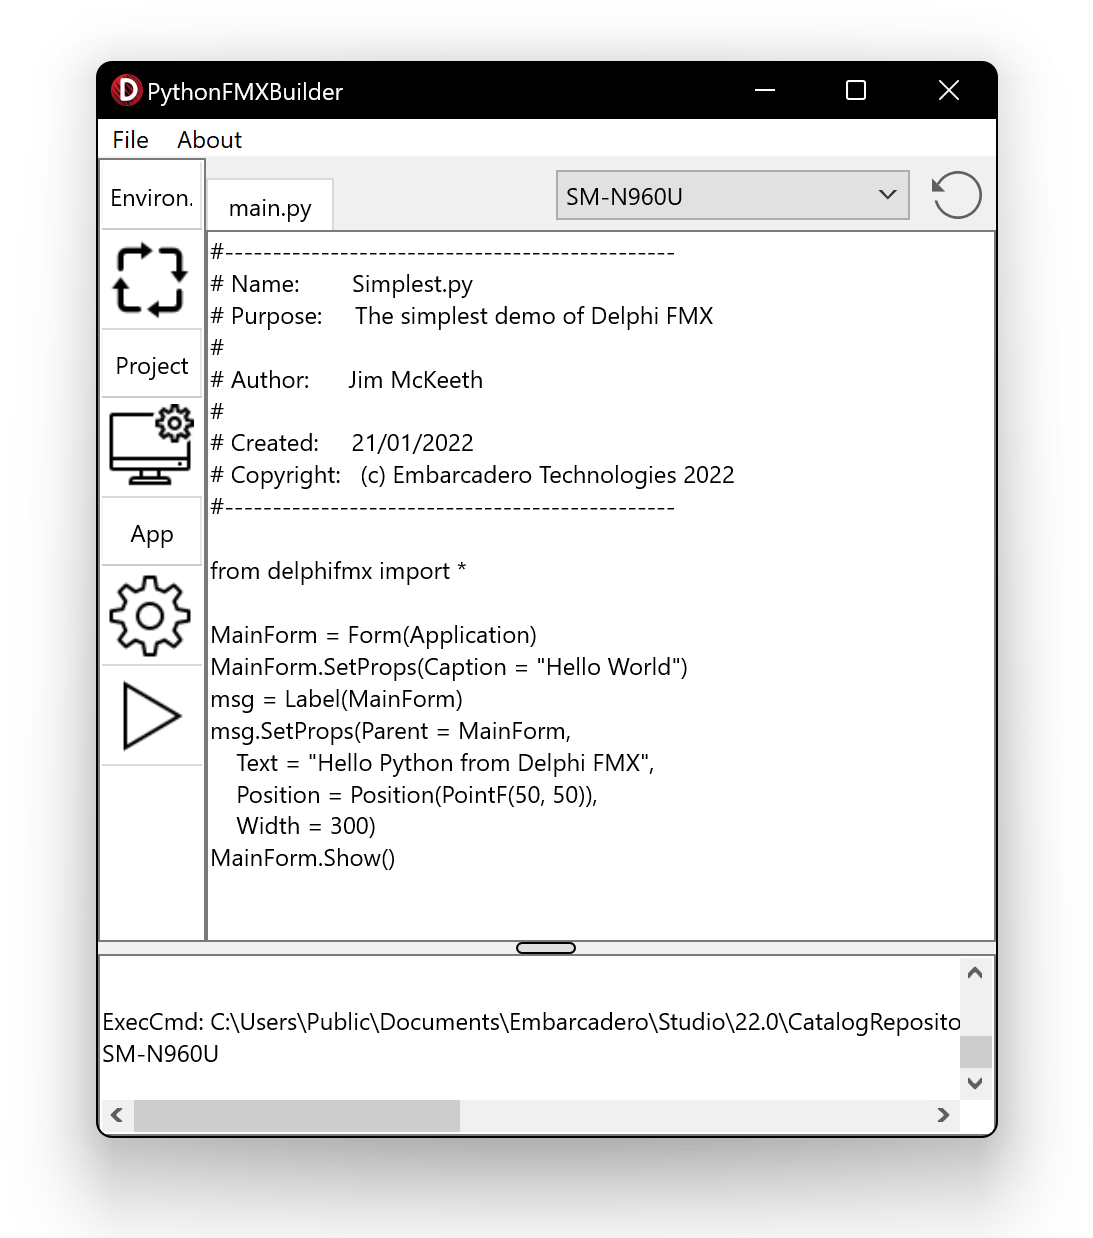 PythonFMXBuilder
File About
Environ.
Project
App
main.py
SM-N960U
#-----------------------------------------------
# Name: Simplest.py
# Purpose: The simplest demo of Delphi FMX
#
# Author: Jim McKeeth
#
# Created: 21/01/2022
# Copyright: (c) Embarcadero Technologies 2022
#-----------------------------------------------
from delphifmx import *
MainForm = Form(Application)
MainForm.SetProps(Caption = "Hello World")
msg = Label(MainForm)
msg.SetProps(Parent = MainForm,
    Text = "Hello Python from Delphi FMX",
    Position = Position(PointF(50, 50)),
    Width = 300)
MainForm.Show()
ExecCmd: C:\Users\Public\Documents\Embarcadero\Studio\22.0\CatalogReposito
SM-N960U